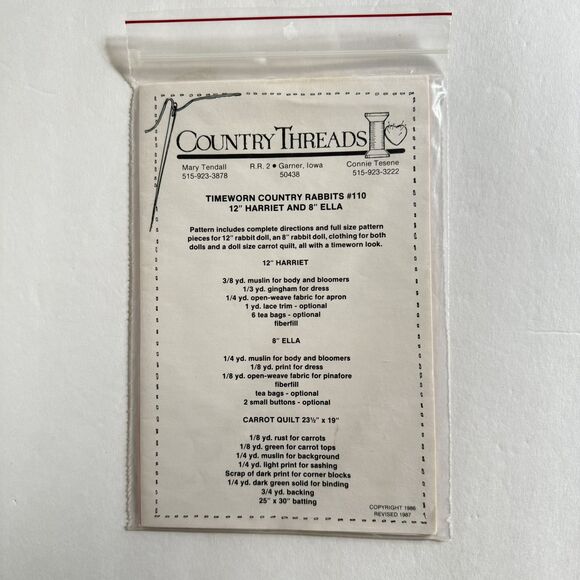 COUNTRY THREADS
Mary Tendall R.R. 2 • Garner, Iowa Connie Tesene
515-923-3878 50438 515-923-3222
TIMEWORN COUNTRY RABBITS #110
12" HARRIET AND 8" ELLA
Pattern includes complete directions and full size pattern
pieces for 12" rabbit doll, an 8" rabbit doll, clothing for both
dolls and a doll size carrot quilt, all with a timeworn look.
12" HARRIET
3/8 yd. muslin for body and bloomers
1/3 yd. gingham for dress
1/4 yd. open-weave fabric for apron
1 yd. lace trim - optional
6 tea bags - optional
fiberfill
8" ELLA
1/4 yd. muslin for body and bloomers
1/8 yd. print for dress
1/8 yd. open-weave fabric for pinafore
fiberfill
tea bags - optional
2 small buttons - optional
CARROT QUILT 23½" x 19"
1/8 yd. rust for carrots
1/8 yd. green for carrot tops
1/4 yd. muslin for background
1/4 yd. light print for sashing
Scrap of dark print for corner blocks
1/4 yd. dark green solid for binding
3/4 yd. backing
25" x 30" batting
COPYRIGHT 1986
REVISED 1987